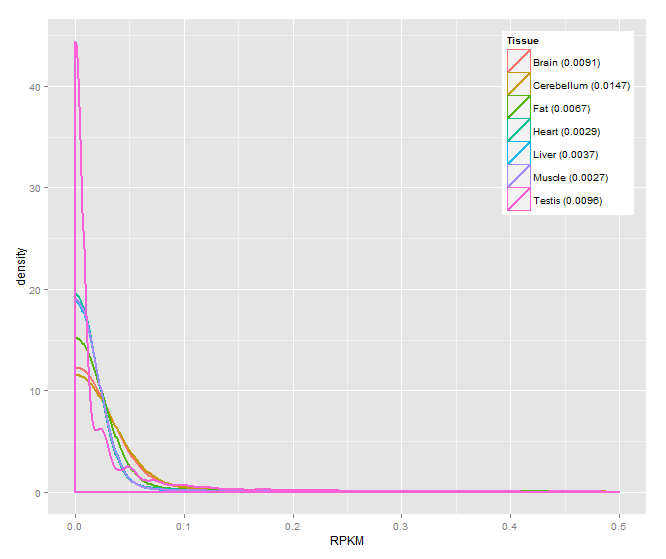 Tissue
Brain (0.0091)
Cerebellum (0.0147)
Fat (0.0067)
Heart (0.0029)
Liver (0.0037)
Muscle (0.0027)
Testis (0.0096)
density
40
30
20
10
0
0.0 0.1 0.2 0.3 0.4 0.5
RPKM